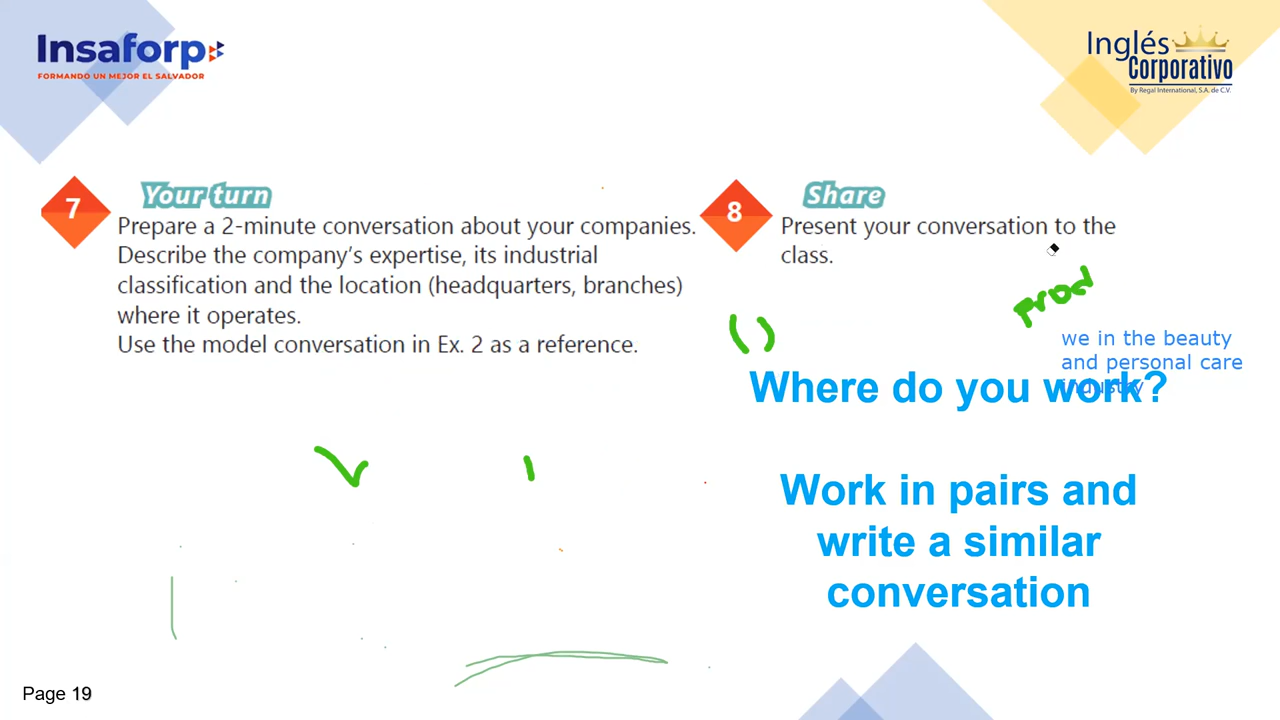 Insaforp
FORMANDO UN MEJOR EL SALVADOR
Inglés
Corporativo
By Regal International, S.A. de C.V.
7
Your turn
Prepare a 2-minute conversation about your companies.
Describe the company's expertise, its industrial
classification and the location (headquarters, branches)
where it operates.
Use the model conversation in Ex. 2 as a reference.
8
Share
Present your conversation to the
class.
prod
()
we in the beauty
and personal care
industry
Where do you work?
Work in pairs and
write a similar
conversation
Page 19